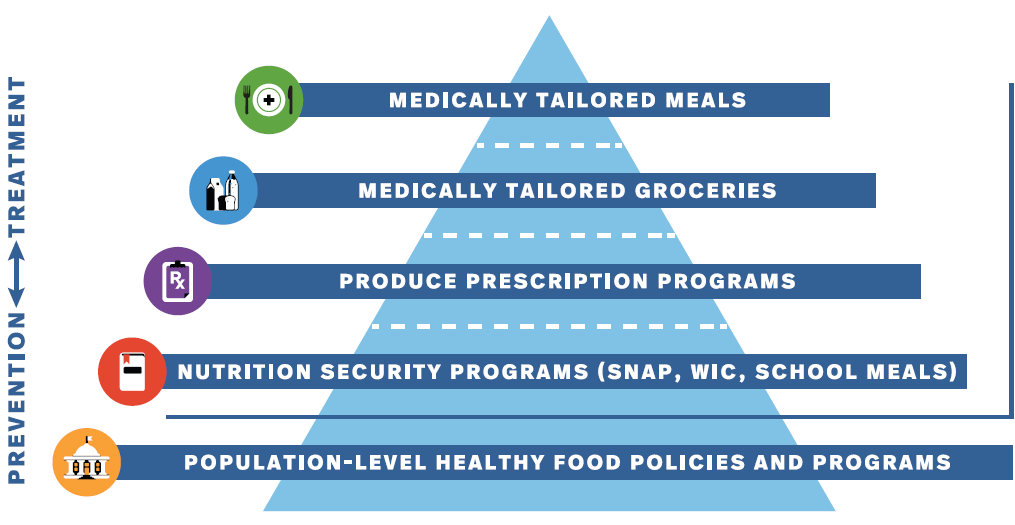 MEDICALLY TAILORED MEALS
MEDICALLY TAILORED GROCERIES
PRODUCE PRESCRIPTION PROGRAMS
Rx
NUTRITION SECURITY PROGRAMS (SNAP, WIC, SCHOOL MEALS)
POPULATION-LEVEL HEALTHY FOOD POLICIES AND PROGRAMS
PREVENTION ↔ TREATMENT